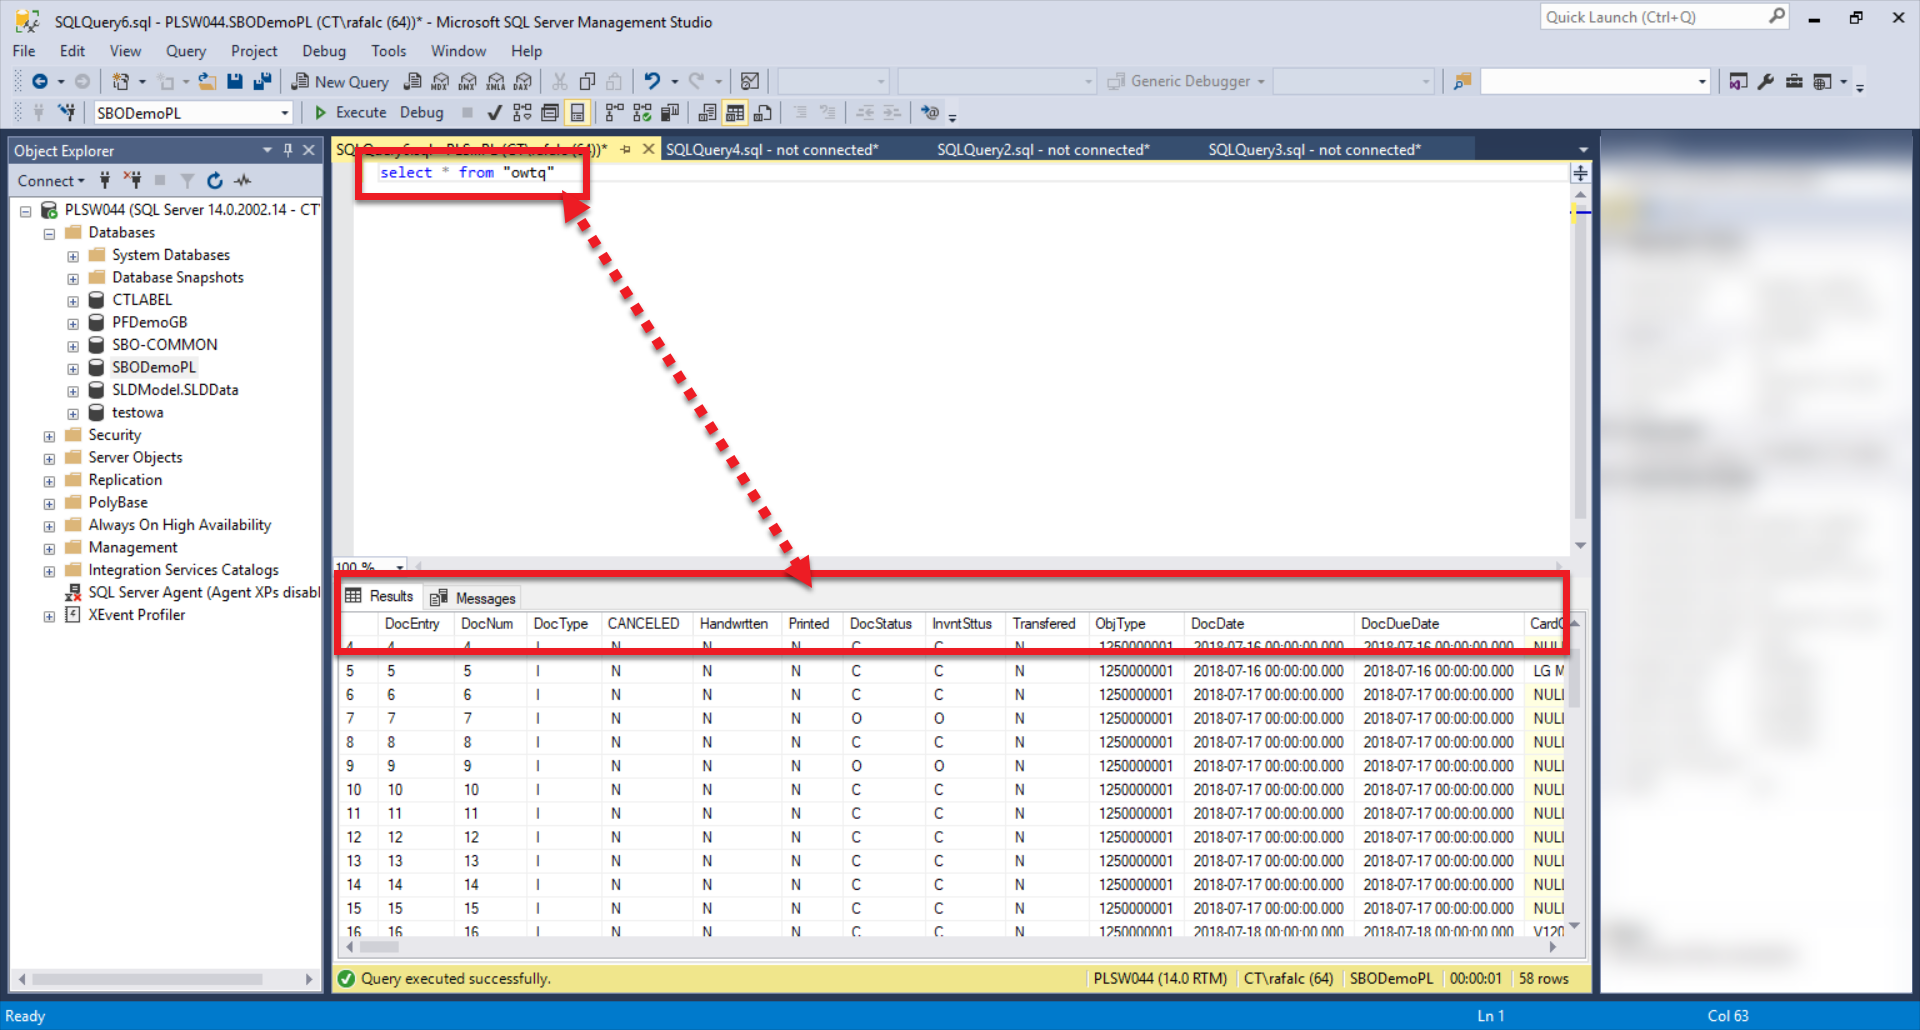 SQLQuery6.sql - PLSW044.SBODemoPL (CT\rafalc (64))* - Microsoft SQL Server Management Studio
Quick Launch (Ctrl+Q)
File Edit View Query Project Debug Tools Window Help
New Query MDX DMX XMLA DAX Generic Debugger
SBODemoPL Execute Debug
Object Explorer
SQLQuery4.sql - not connected* SQLQuery2.sql - not connected* SQLQuery3.sql - not connected*
Connect
select * from "owtq"
PLSW044 (SQL Server 14.0.2002.14 - CT
Databases
System Databases
Database Snapshots
CTLABEL
PFDemoGB
SBO-COMMON
SBODemoPL
SLDModel.SLDData
testowa
Security
Server Objects
Replication
PolyBase
Always On High Availability
Management
Integration Services Catalogs
SQL Server Agent (Agent XPs disabl
XEvent Profiler
100 %
Results Messages
DocEntry DocNum DocType CANCELED Handwrtten Printed DocStatus InvntSttus Transfered ObjType DocDate DocDueDate CardC
4 4 4 I N N N C C N 1250000001 2018-07-16 00:00:00.000 2018-07-16 00:00:00.000 NULL
5 5 5 I N N N C C N 1250000001 2018-07-16 00:00:00.000 2018-07-16 00:00:00.000 LG M
6 6 6 I N N N C C N 1250000001 2018-07-17 00:00:00.000 2018-07-17 00:00:00.000 NULL
7 7 7 I N N N O O N 1250000001 2018-07-17 00:00:00.000 2018-07-17 00:00:00.000 NULL
8 8 8 I N N N C C N 1250000001 2018-07-17 00:00:00.000 2018-07-17 00:00:00.000 NULL
9 9 9 I N N N O O N 1250000001 2018-07-17 00:00:00.000 2018-07-17 00:00:00.000 NULL
10 10 10 I N N N C C N 1250000001 2018-07-17 00:00:00.000 2018-07-17 00:00:00.000 NULL
11 11 11 I N N N C C N 1250000001 2018-07-17 00:00:00.000 2018-07-17 00:00:00.000 NULL
12 12 12 I N N N C C N 1250000001 2018-07-17 00:00:00.000 2018-07-17 00:00:00.000 NULL
13 13 13 I N N N C C N 1250000001 2018-07-17 00:00:00.000 2018-07-17 00:00:00.000 NULL
14 14 14 I N N N C C N 1250000001 2018-07-17 00:00:00.000 2018-07-17 00:00:00.000 NULL
15 15 15 I N N N C C N 1250000001 2018-07-17 00:00:00.000 2018-07-17 00:00:00.000 NULL
16 16 16 I N N N C C N 1250000001 2018-07-18 00:00:00.000 2018-07-18 00:00:00.000 V120
Query executed successfully. PLSW044 (14.0 RTM) CT\rafalc (64) SBODemoPL 00:00:01 58 rows
Ready Ln 1 Col 63